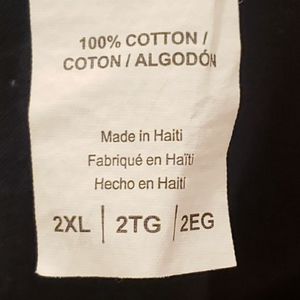 100% COTTON /
COTON / ALGODÓN
Made in Haiti
Fabriqué en Haïti
Hecho en Haití
2XL | 2TG | 2EG